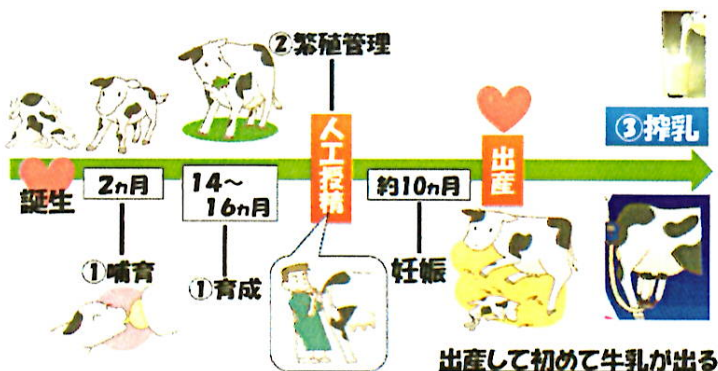 ②繁殖管理
③搾乳
人工授精
出産
誕生
2ヵ月
14～
16ヵ月
約10ヵ月
①哺育
①育成
妊娠
出産して初めて牛乳が出る